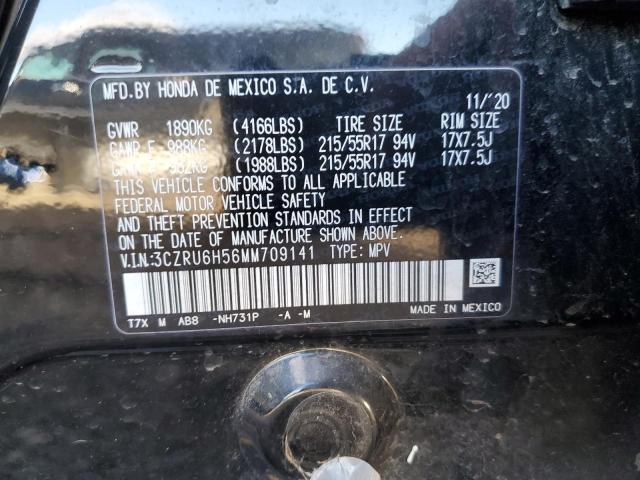 MFD.BY HONDA DE MEXICO S.A. DE C.V.
11/'20
GVWR 1890KG (4166LBS) TIRE SIZE RIM SIZE
GAWR F 988KG (2178LBS) 215/55R17 94V 17X7.5J
GAWR R 902KG (1988LBS) 215/55R17 94V 17X7.5J
THIS VEHICLE CONFORMS TO ALL APPLICABLE
FEDERAL MOTOR VEHICLE SAFETY
AND THEFT PREVENTION STANDARDS IN EFFECT
ON THE DATE OF MANUFACTURE SHOWN ABOVE.
V.I.N:3CZRU6H56MM709141 TYPE: MPV
T7X M AB8 -NH731P -A -M
MADE IN MEXICO